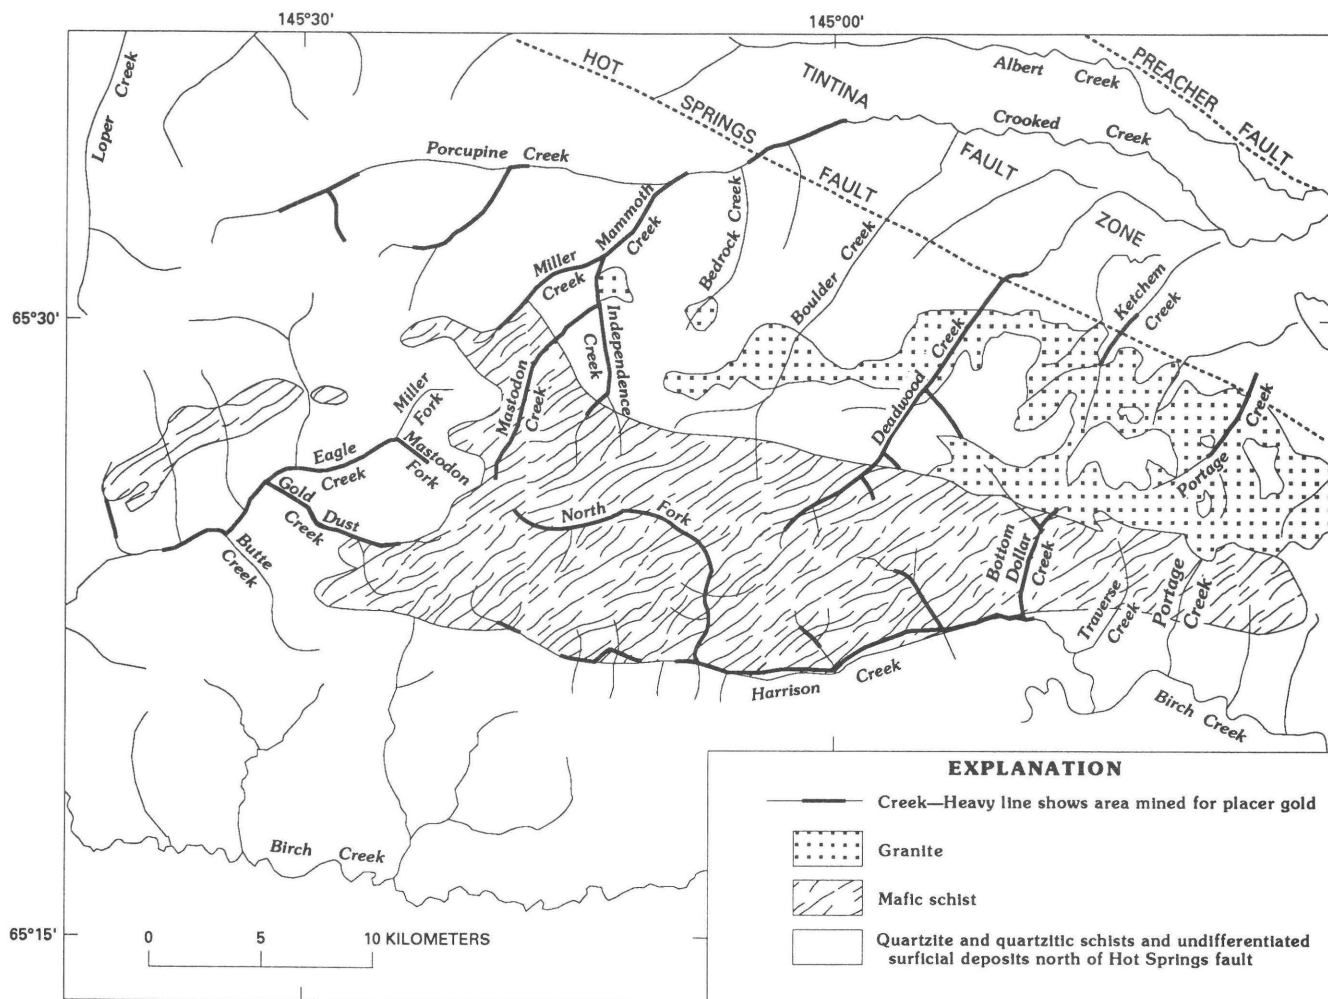 145°30'
145°00'
Loper Creek
HOT SPRINGS FAULT
TINTINA FAULT ZONE
PREACHER FAULT
Albert Creek
Crooked Creek
Porcupine Creek
Mammoth Creek
Miller Creek
Bedrock Creek
Boulder Creek
Ketchem Creek
65°30'
Independence Creek
Mastodon Creek
Deadwood Creek
Miller Fork
Mastodon Fork
Eagle Creek
Gold Dust Creek
Butte Creek
North Fork
Portage Creek
Bottom Dollar Creek
Traverse Creek
Portage Creek
Harrison Creek
Birch Creek
Birch Creek
65°15'
0 5 10 KILOMETERS
EXPLANATION
Creek—Heavy line shows area mined for placer gold
Granite
Mafic schist
Quartzite and quartzitic schists and undifferentiated
surficial deposits north of Hot Springs fault